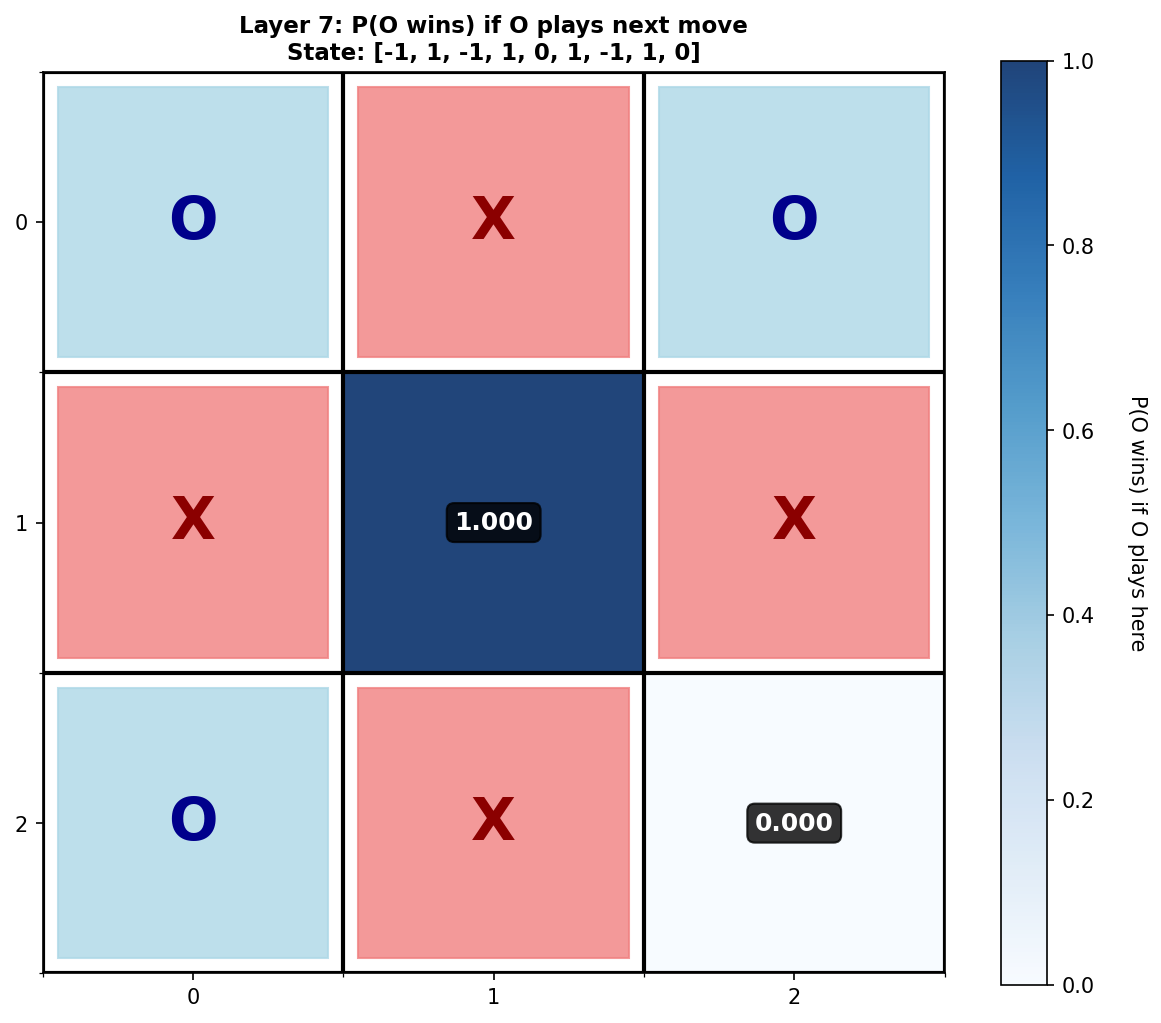 Layer 7: P(O wins) if O plays next move
State: [-1, 1, -1, 1, 0, 1, -1, 1, 0]
0
O
X
O
1
X
1.000
X
2
O
X
0.000
0
1
2
1.0
0.8
0.6
0.4
0.2
0.0
P(O wins) if O plays here